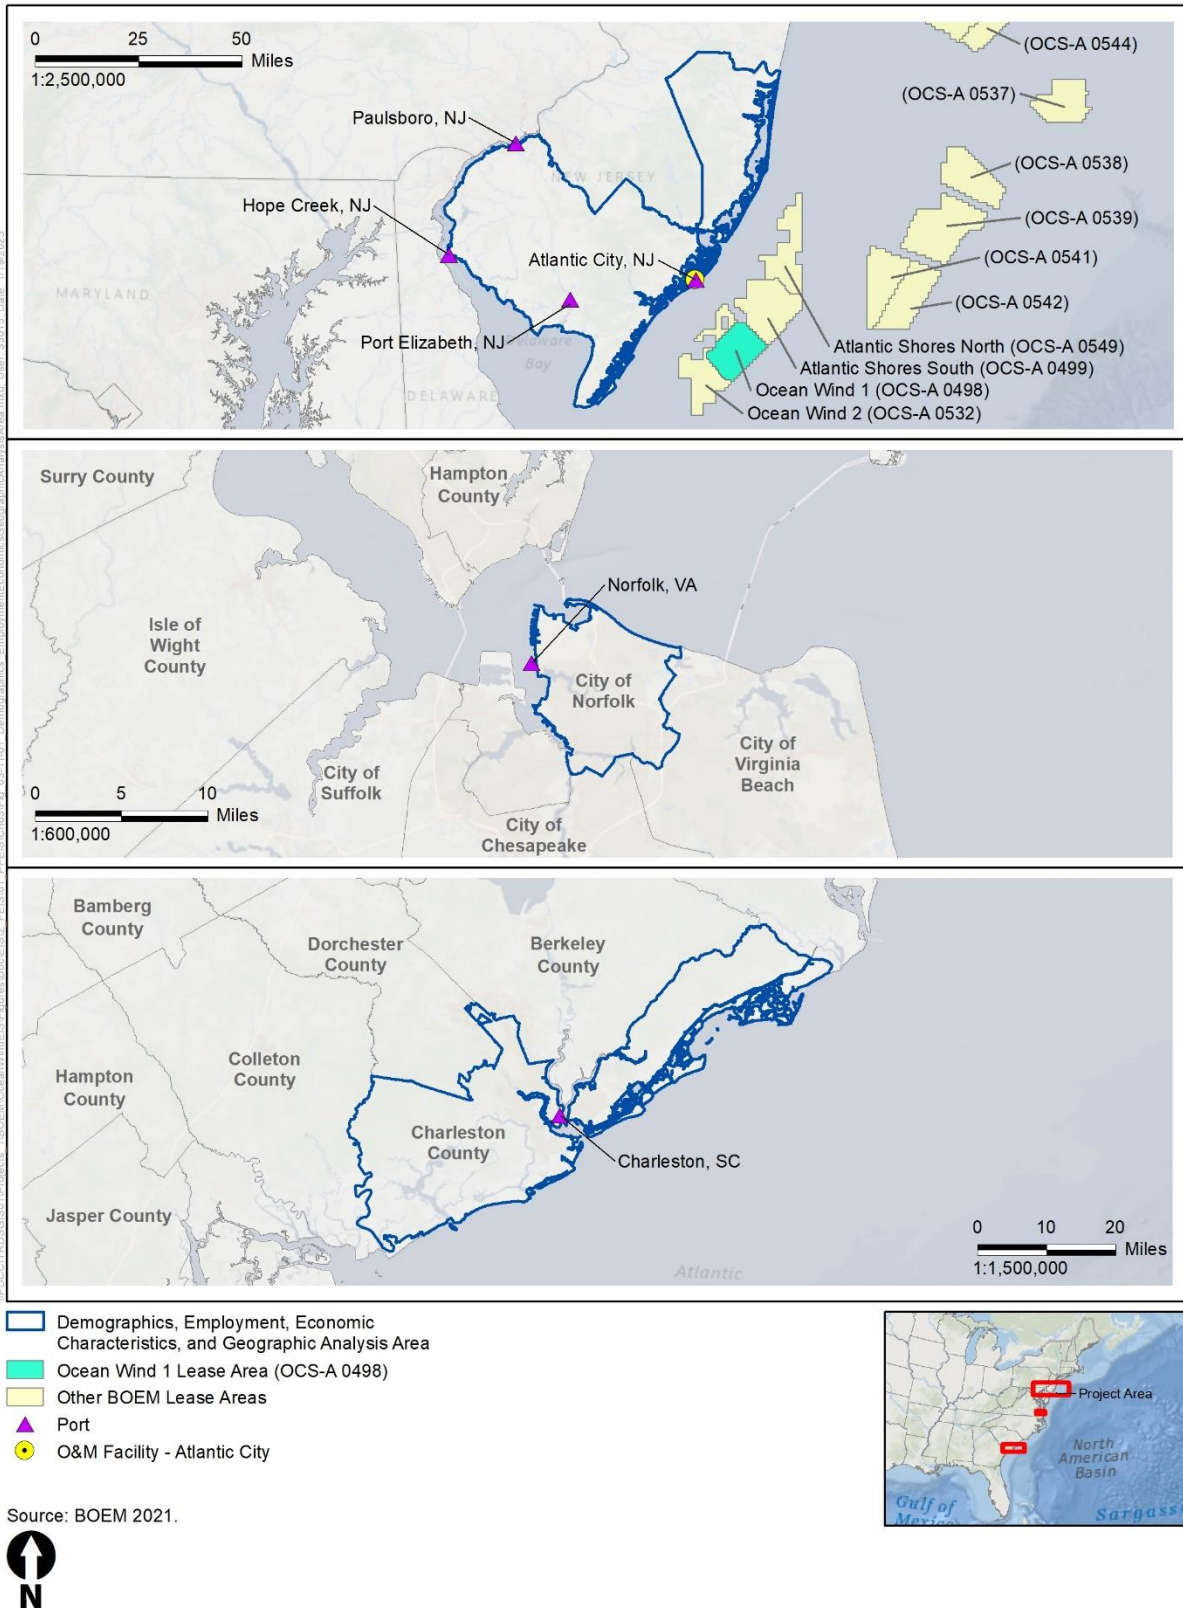 0 25 50
Miles
1:2,500,000
(OCS-A 0544)
(OCS-A 0537)
Paulsboro, NJ
(OCS-A 0538)
NEW JERSEY
Hope Creek, NJ
(OCS-A 0539)
Atlantic City, NJ
(OCS-A 0541)
MARYLAND
(OCS-A 0542)
Port Elizabeth, NJ
Delaware
Bay
Atlantic Shores North (OCS-A 0549)
Atlantic Shores South (OCS-A 0499)
DELAWARE
Ocean Wind 1 (OCS-A 0498)
Ocean Wind 2 (OCS-A 0532)
Surry County
Hampton
County
Norfolk, VA
Isle of
Wight
County
City of
Norfolk
City of
Virginia
Beach
City of
Suffolk
0 5 10
Miles
1:600,000
City of
Chesapeake
Bamberg
County
Dorchester
County
Berkeley
County
Colleton
County
Hampton
County
Charleston
County
Charleston, SC
Jasper County
0 10 20
Miles
1:1,500,000
Atlantic
Demographics, Employment, Economic
Characteristics, and Geographic Analysis Area
Ocean Wind 1 Lease Area (OCS-A 0498)
Other BOEM Lease Areas
Port
O&M Facility - Atlantic City
Project Area
North
American
Basin
Gulf of
Mexico
Sargass
Source: BOEM 2021.
N